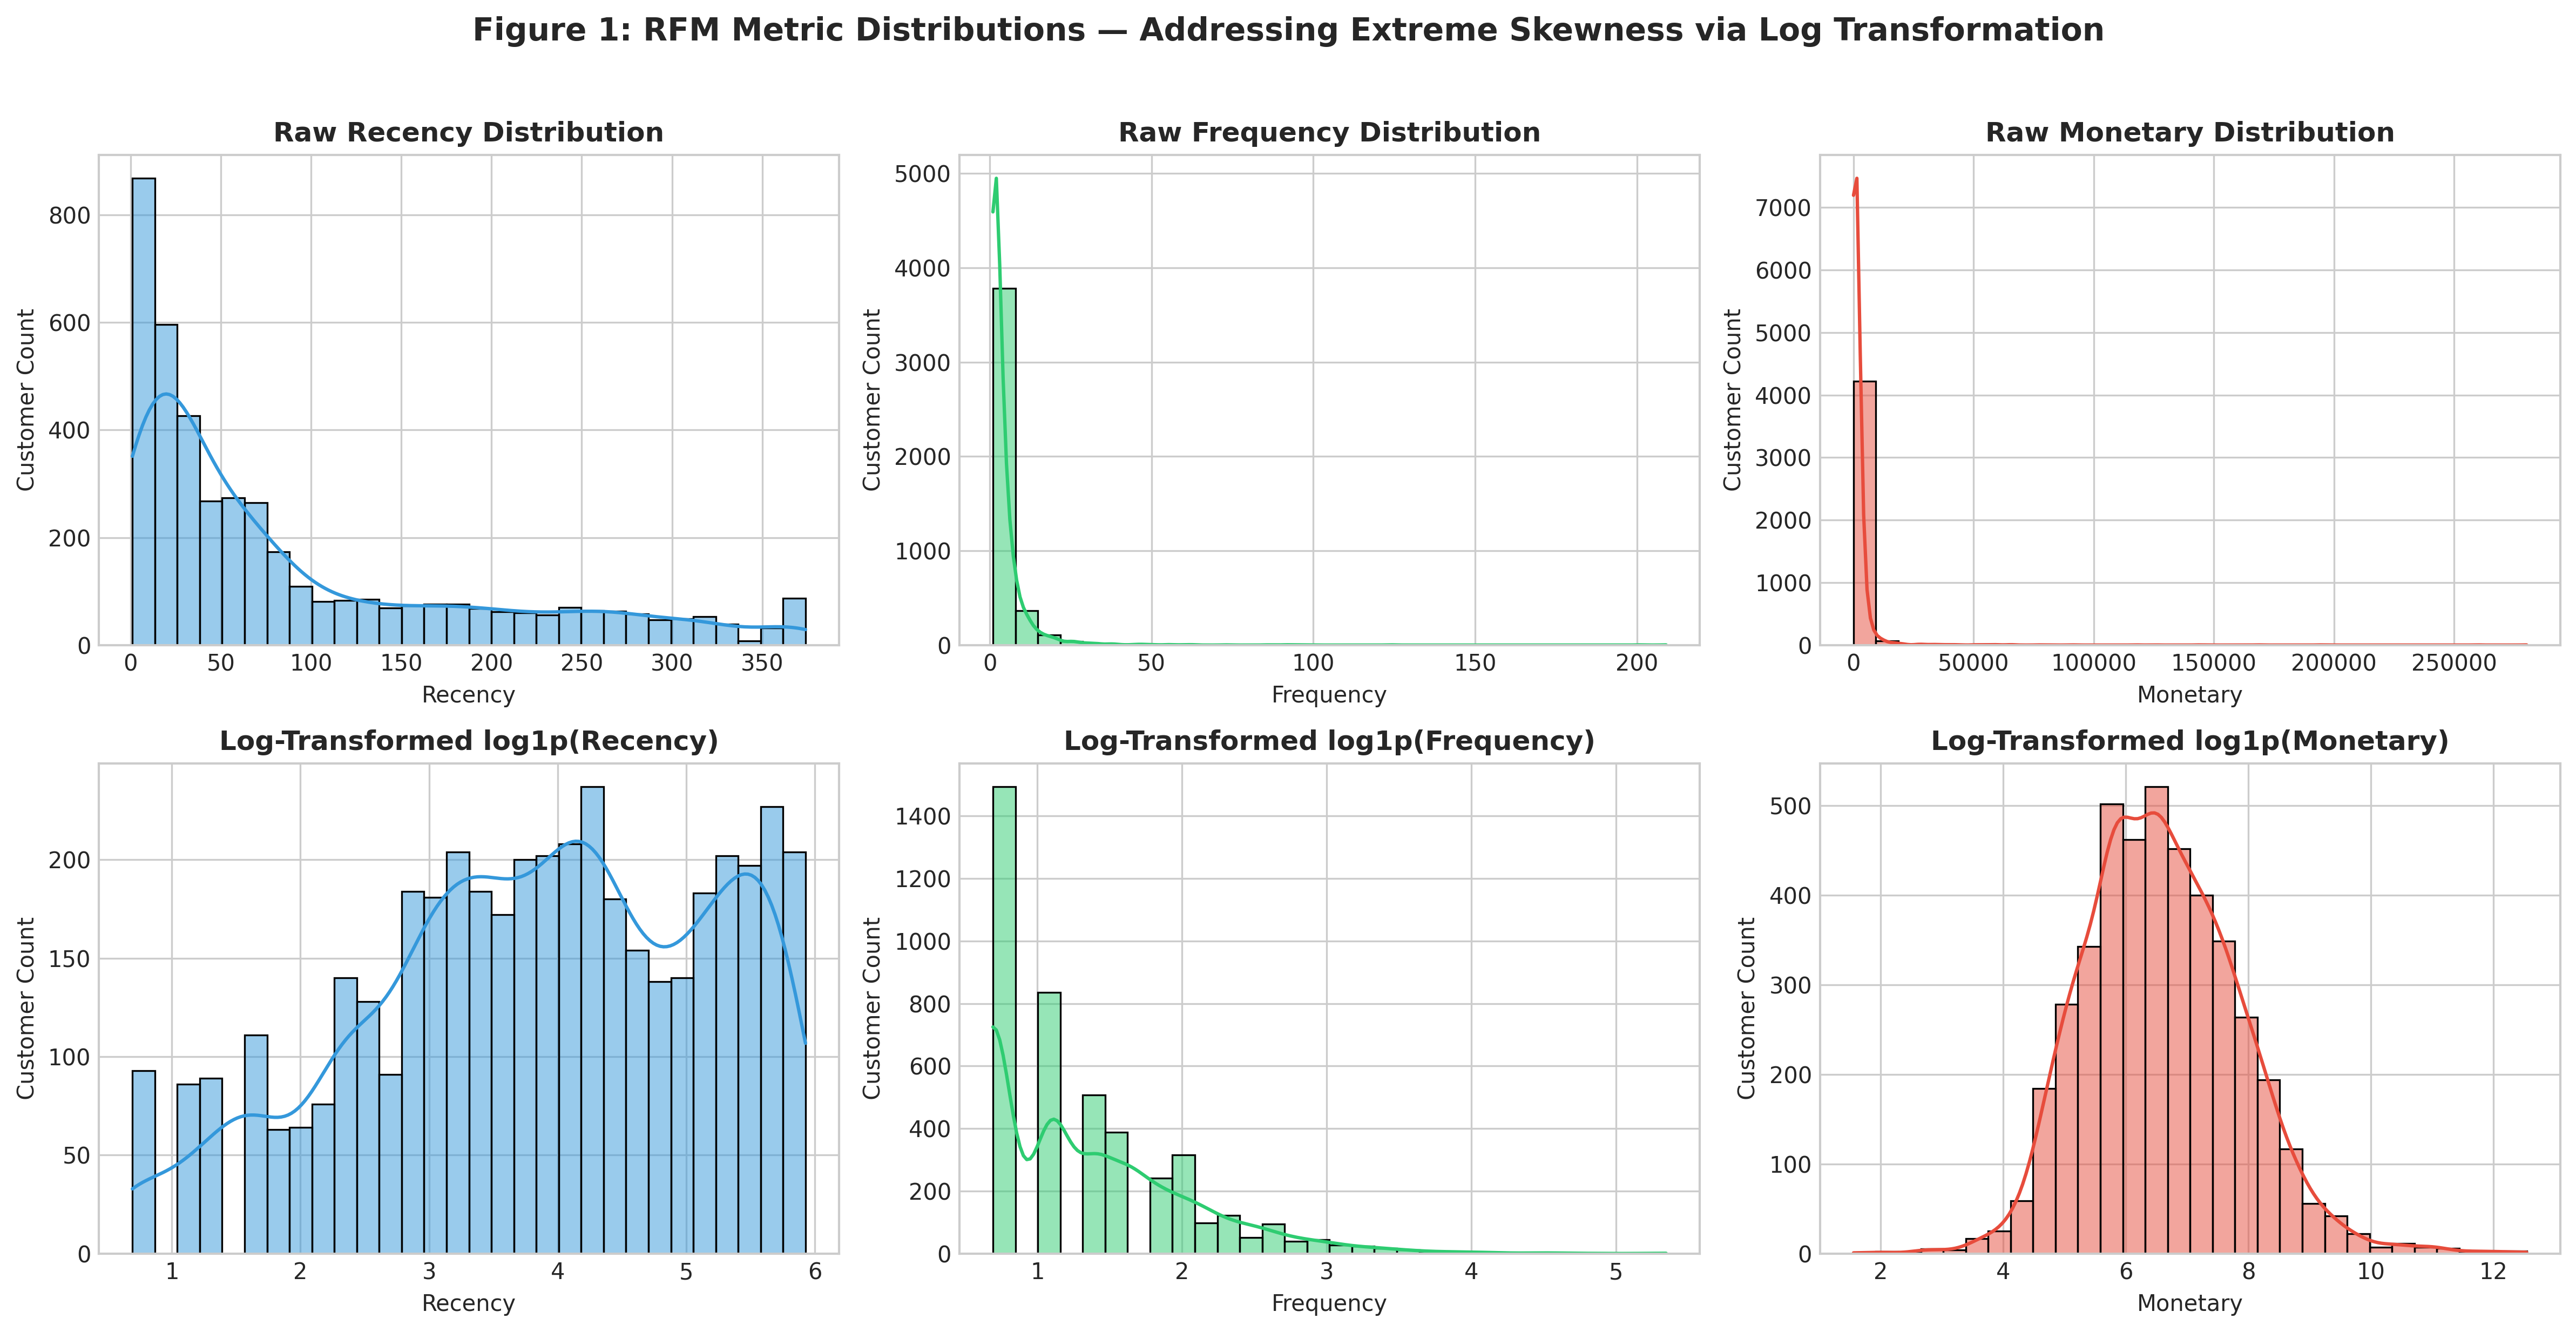 Figure 1: RFM Metric Distributions — Addressing Extreme Skewness via Log Transformation
Raw Recency Distribution
Customer Count
800
600
400
200
0
0 50 100 150 200 250 300 350
Recency
Raw Frequency Distribution
Customer Count
5000
4000
3000
2000
1000
0
0 50 100 150 200
Frequency
Raw Monetary Distribution
Customer Count
7000
6000
5000
4000
3000
2000
1000
0
0 50000 100000 150000 200000 250000
Monetary
Log-Transformed log1p(Recency)
Customer Count
200
150
100
50
0
1 2 3 4 5 6
Recency
Log-Transformed log1p(Frequency)
Customer Count
1400
1200
1000
800
600
400
200
0
1 2 3 4 5
Frequency
Log-Transformed log1p(Monetary)
Customer Count
500
400
300
200
100
0
2 4 6 8 10 12
Monetary